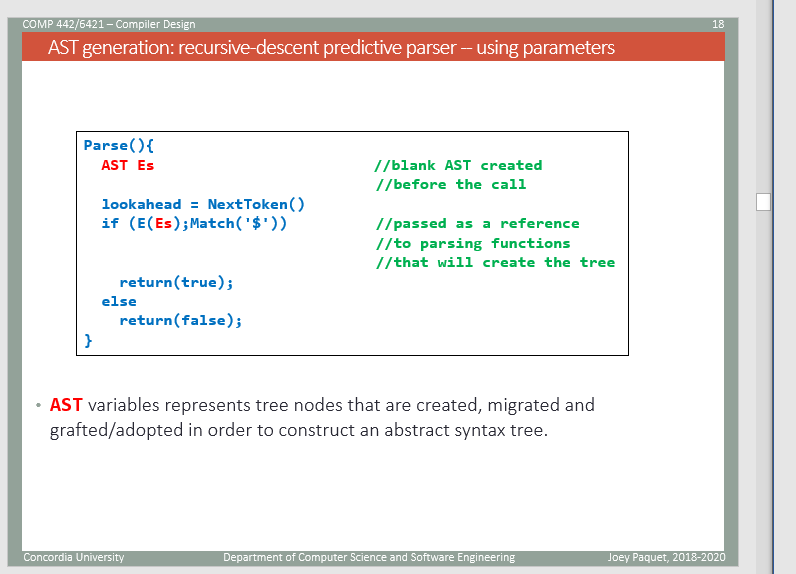 COMP 442/6421 – Compiler Design 18
AST generation: recursive-descent predictive parser – using parameters
Parse(){
AST Es //blank AST created
//before the call
lookahead = NextToken()
if (E(Es);Match('$')) //passed as a reference
//to parsing functions
//that will create the tree
return(true);
else
return(false);
}
• AST variables represents tree nodes that are created, migrated and
grafted/adopted in order to construct an abstract syntax tree.
Concordia University Department of Computer Science and Software Engineering Joey Paquet, 2018-2020